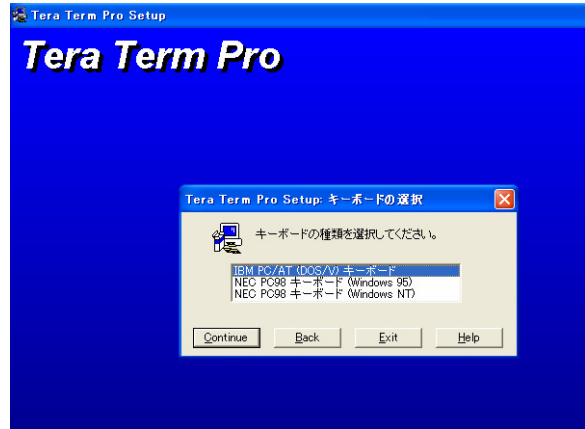 Tera Term Pro Setup
Tera Term Pro
Tera Term Pro Setup: キーボードの選択
キーボードの種類を選択してください。
IBM PC/AT (DOS/V) キーボード
NEC PC98 キーボード (Windows 95)
NEC PC98 キーボード (Windows NT)
Continue Back Exit Help